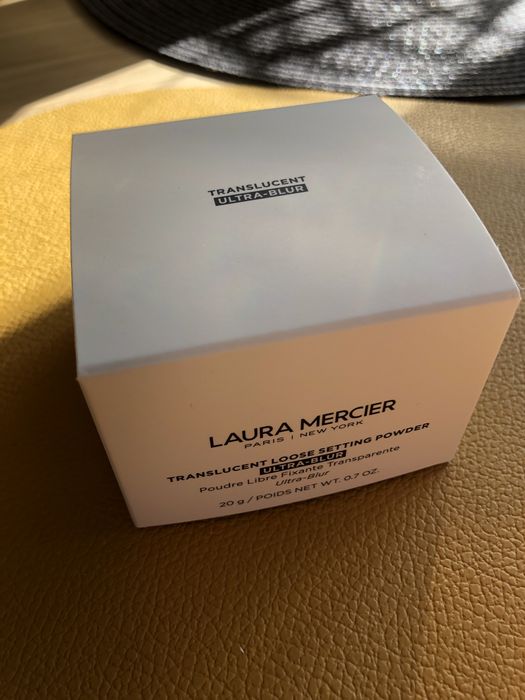 TRANSLUCENT
ULTRA-BLUR
LAURA MERCIER
PARIS | NEW YORK
TRANSLUCENT LOOSE SETTING POWDER
ULTRA-BLUR
Poudre Libre Fixante Transparente
Ultra-Blur
20 g / POIDS NET WT. 0.7 OZ.